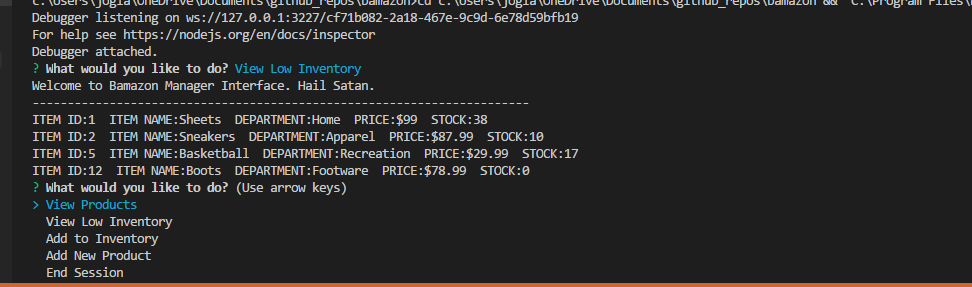 C:\Users\jogla\OneDrive\Documents\github_repos\bamazon>cd C:\Users\jogla\OneDrive\Documents\github_repos\bamazon && "C:\Program Files\
Debugger listening on ws://127.0.0.1:3227/cf71b082-2a18-467e-9c9d-6e78d59bfb19
For help see https://nodejs.org/en/docs/inspector
Debugger attached.
? What would you like to do? View Low Inventory
Welcome to Bamazon Manager Interface. Hail Satan.
-----------------------------------------------------------------------
ITEM ID:1  ITEM NAME:Sheets  DEPARTMENT:Home  PRICE:$99  STOCK:38
ITEM ID:2  ITEM NAME:Sneakers  DEPARTMENT:Apparel  PRICE:$87.99  STOCK:10
ITEM ID:5  ITEM NAME:Basketball  DEPARTMENT:Recreation  PRICE:$29.99  STOCK:17
ITEM ID:12  ITEM NAME:Boots  DEPARTMENT:Footware  PRICE:$78.99  STOCK:0
? What would you like to do? (Use arrow keys)
> View Products
  View Low Inventory
  Add to Inventory
  Add New Product
  End Session